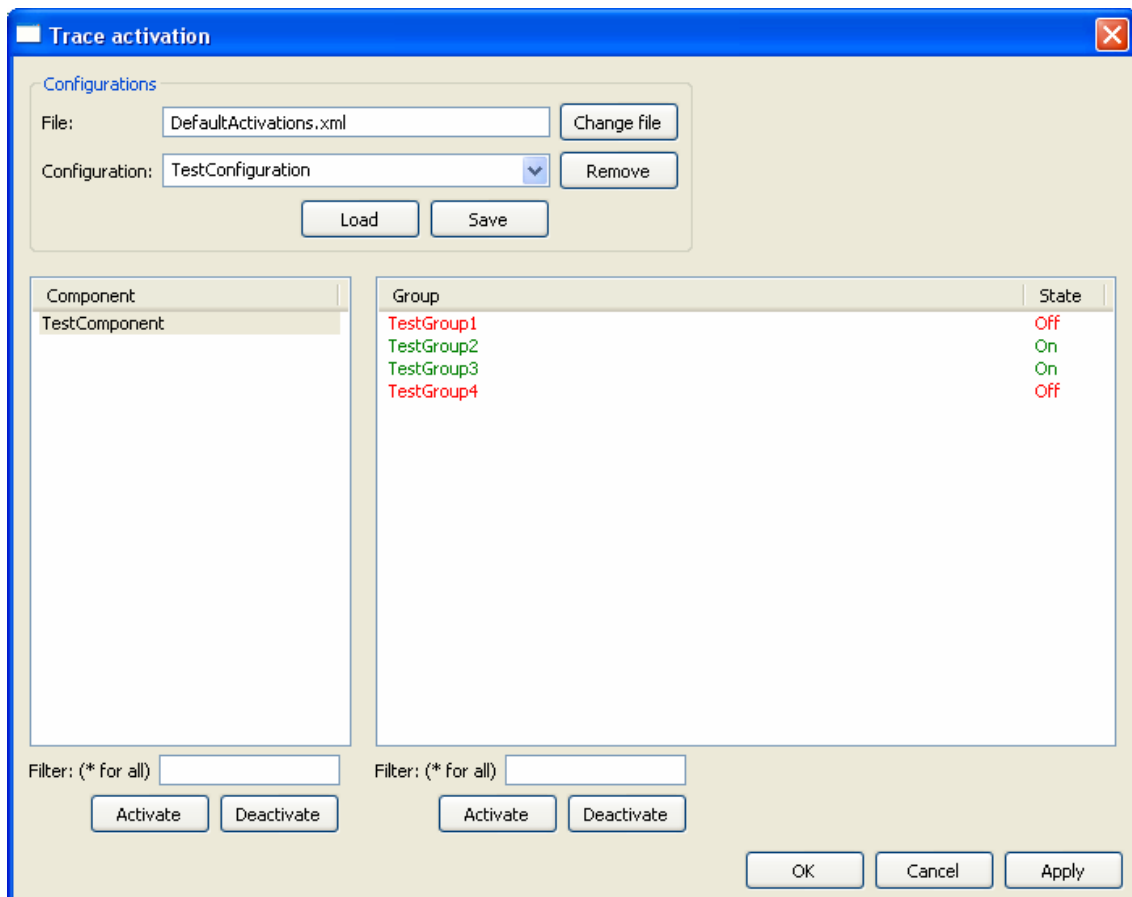 Trace activation
Configurations
File: DefaultActivations.xml Change file
Configuration: TestConfiguration Remove
Load Save
Component Group State
TestComponent TestGroup1 Off
TestGroup2 On
TestGroup3 On
TestGroup4 Off
Filter: (* for all) Filter: (* for all)
Activate Deactivate Activate Deactivate
OK Cancel Apply